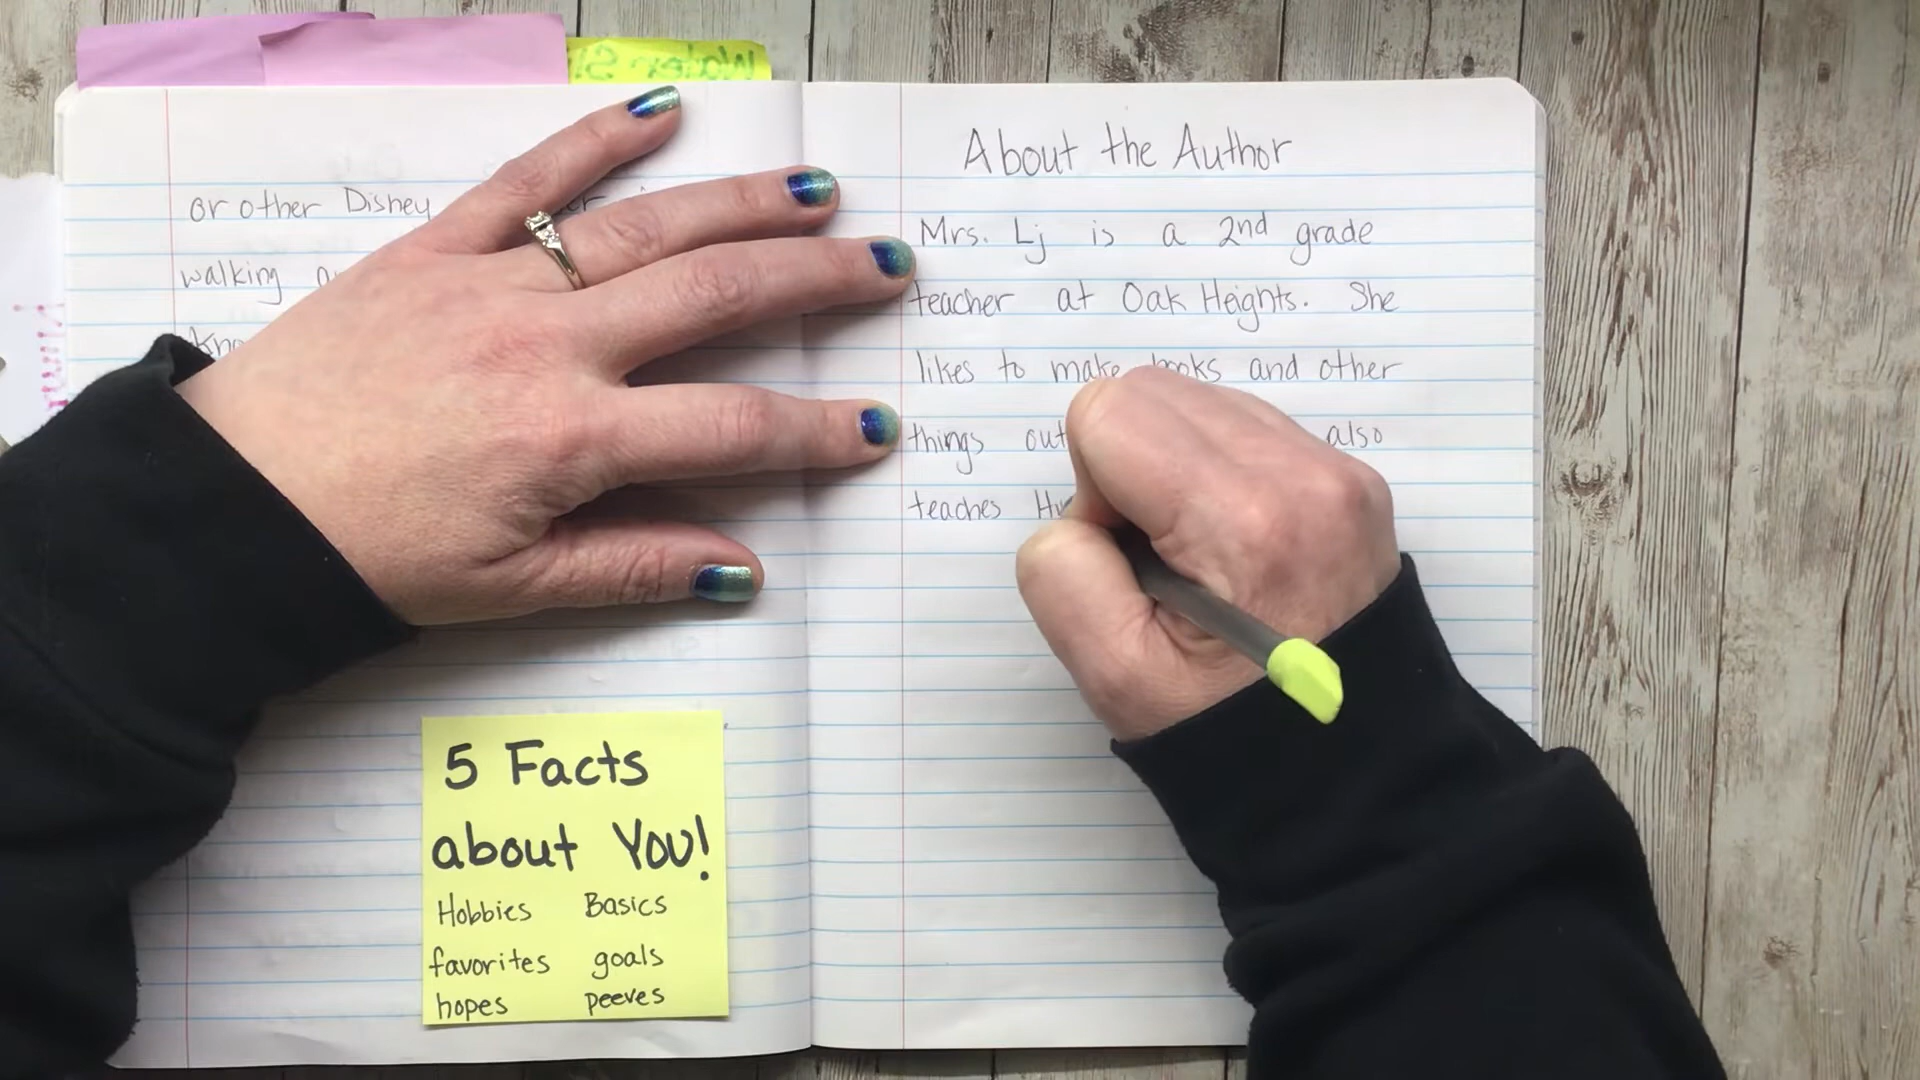 or other Disney
walking
About the Author
Mrs. Lj is a 2nd grade
teacher at Oak Heights. She
likes to make books and other
things out also
teaches
5 Facts
about YOU!
Hobbies Basics
favorites goals
hopes peeves